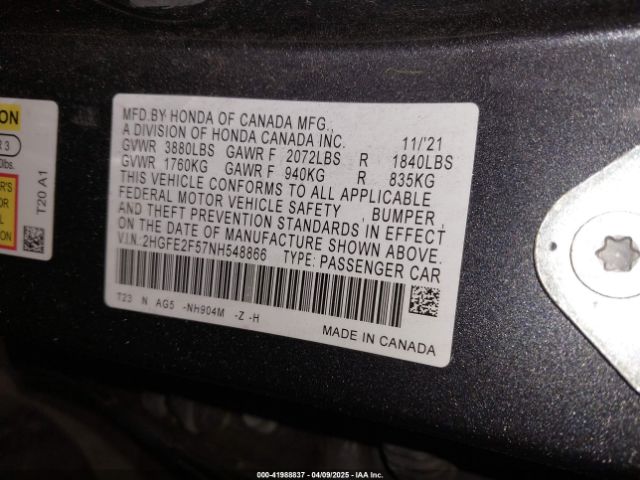 MFD.BY HONDA OF CANADA MFG.,
A DIVISION OF HONDA CANADA INC. 11/'21
GVWR 3880LBS GAWR F 2072LBS R 1840LBS
GVWR 1760KG GAWR F 940KG R 835KG
THIS VEHICLE CONFORMS TO ALL APPLICABLE
FEDERAL MOTOR VEHICLE SAFETY , BUMPER,
AND THEFT PREVENTION STANDARDS IN EFFECT
ON THE DATE OF MANUFACTURE SHOWN ABOVE.
V.I.N.: 2HGFE2F57NH548866 TYPE: PASSENGER CAR
T23 N AG5 -NH904M -Z -H
MADE IN CANADA
ON
R 3
0lbs.
R'S
T20 A1
000-41988837 - 04/09/2025 - IAA Inc.